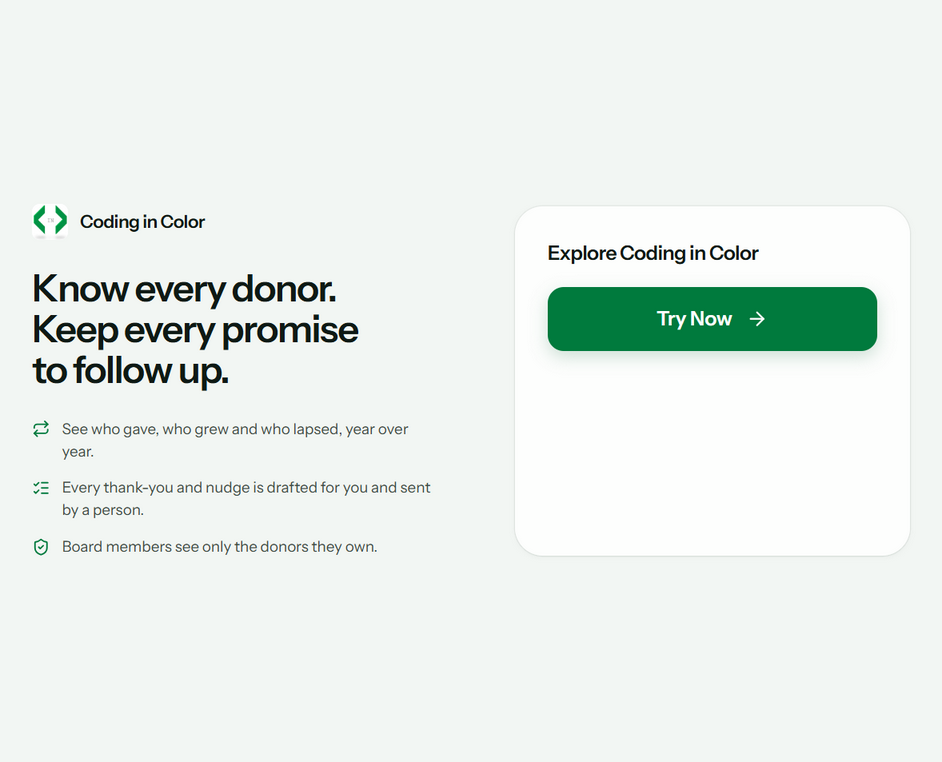 IN
Coding in Color
Know every donor.
Keep every promise
to follow up.
See who gave, who grew and who lapsed, year over
year.
Every thank-you and nudge is drafted for you and sent
by a person.
Board members see only the donors they own.
Explore Coding in Color
Try Now